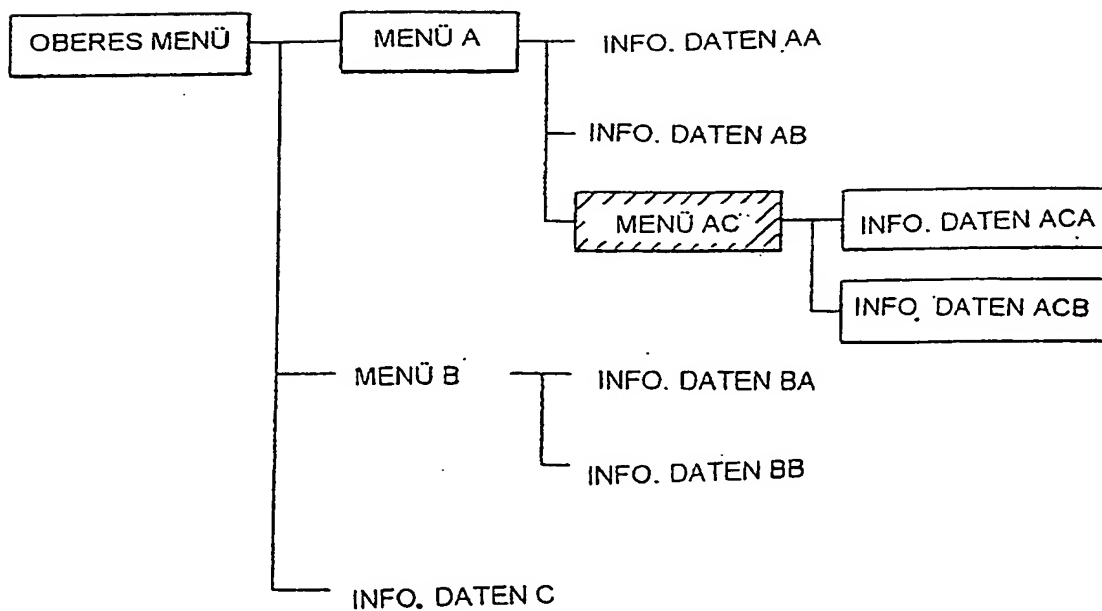 OBERES MENÜ
MENÜ A
INFO. DATEN AA
INFO. DATEN AB
MENÜ AC
INFO. DATEN ACA
INFO. DATEN ACB
MENÜ B
INFO. DATEN BA
INFO. DATEN BB
INFO. DATEN C